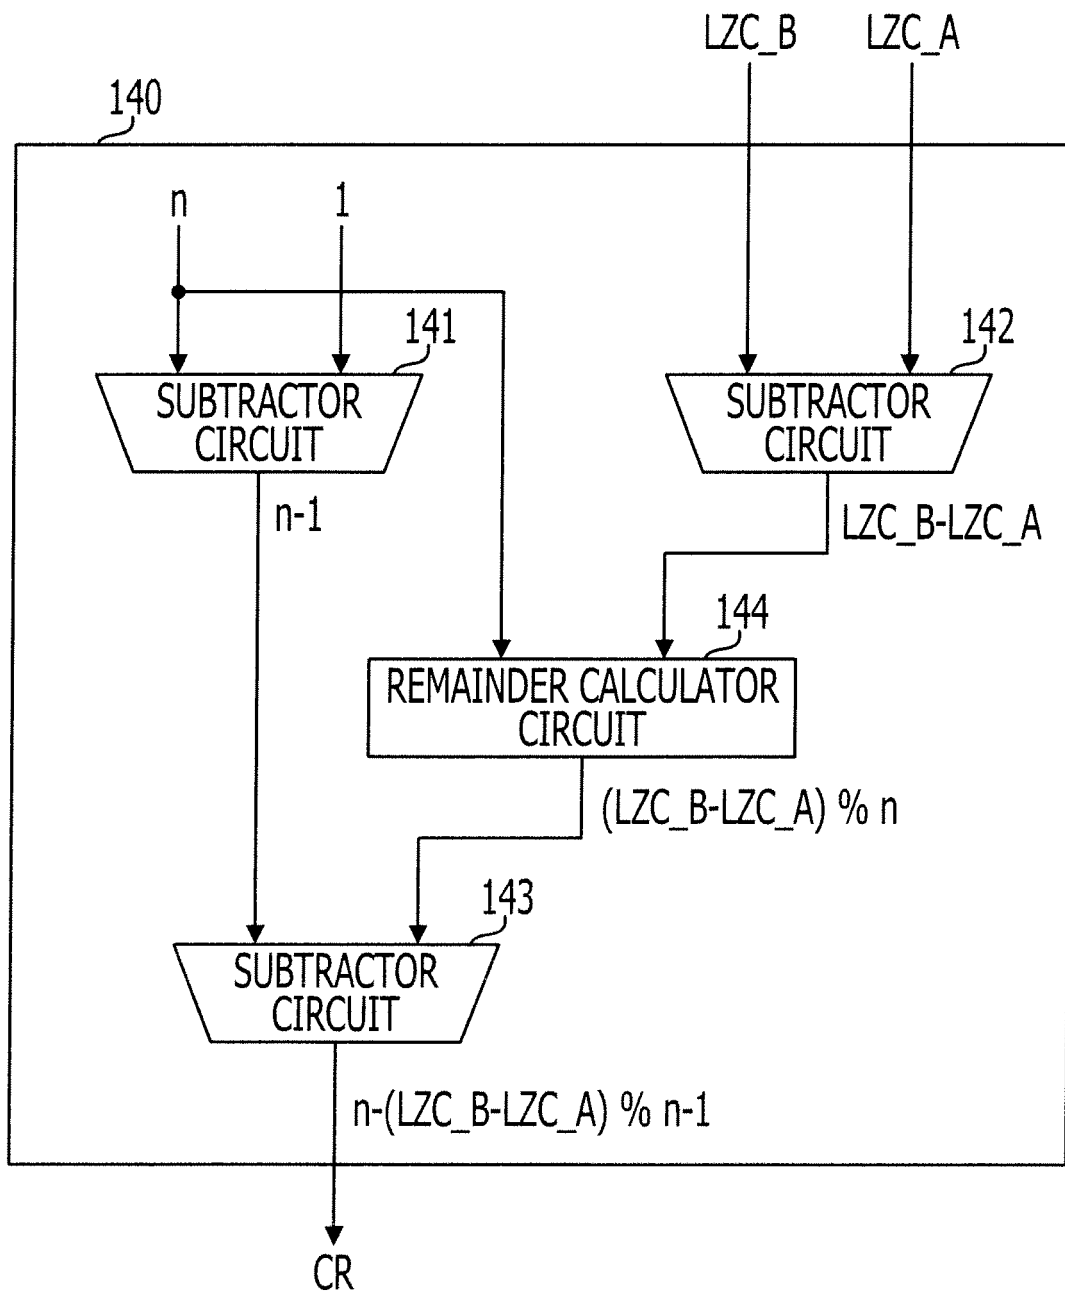 LZC_B LZC_A
140
n 1
141
142
SUBTRACTOR
CIRCUIT
SUBTRACTOR
CIRCUIT
n-1
LZC_B-LZC_A
144
REMAINDER CALCULATOR
CIRCUIT
(LZC_B-LZC_A) % n
143
SUBTRACTOR
CIRCUIT
n-(LZC_B-LZC_A) % n-1
CR